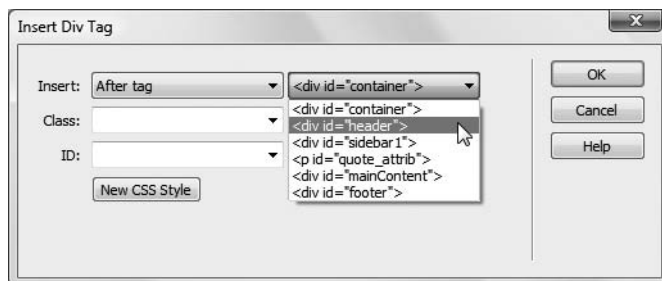 Insert Div Tag
Insert: After tag <div id="container">
<div id="container">
<div id="header">
<div id="sidebar1">
<p id="quote_attrib">
<div id="mainContent">
<div id="footer">
Class:
ID:
New CSS Style
OK
Cancel
Help